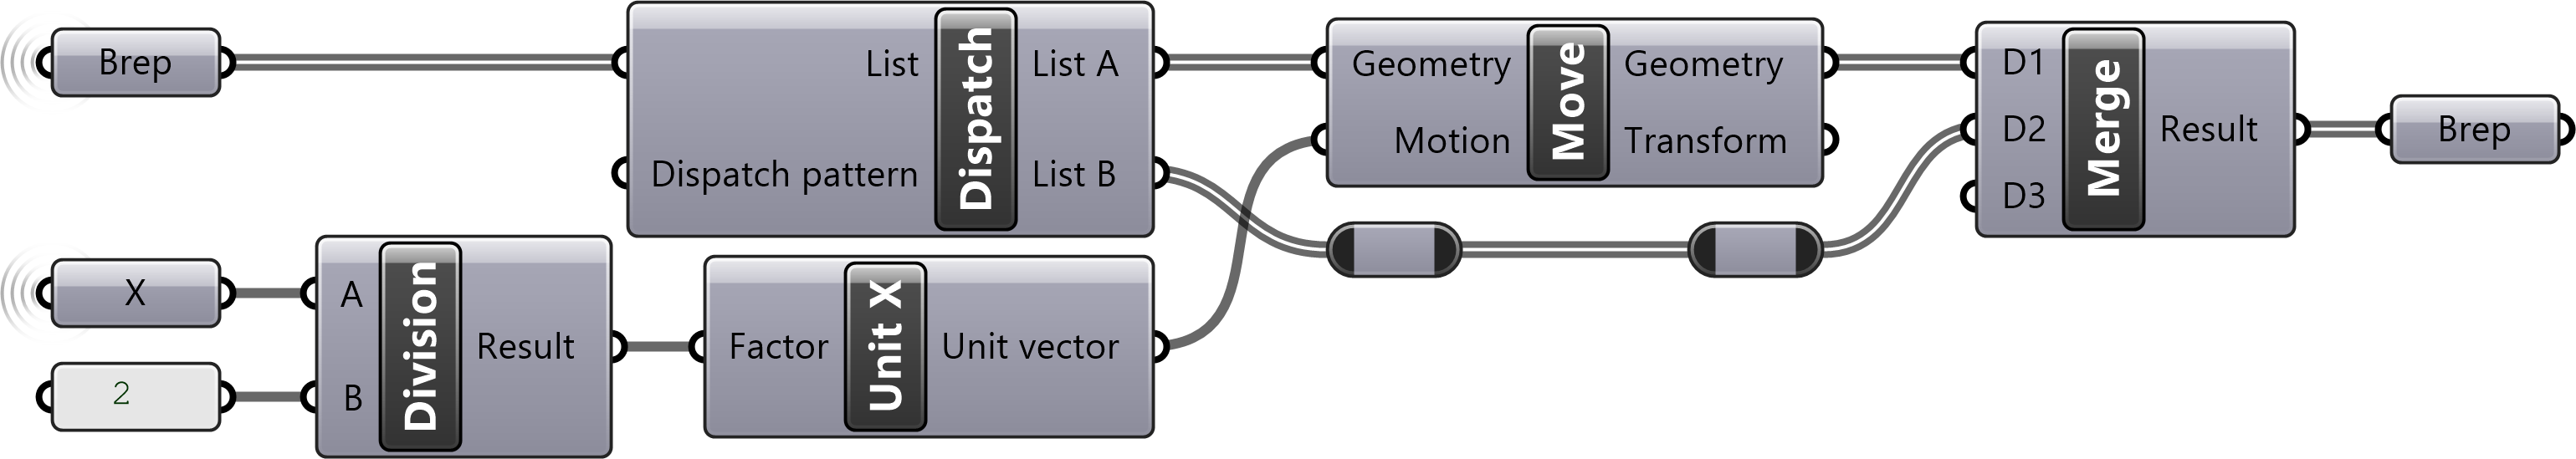 Brep
List
Dispatch pattern
Dispatch
List A
List B
X
2
A
B
Division
Result
Factor
Unit X
Unit vector
Geometry
Motion
Move
Geometry
Transform
D1
D2
D3
Merge
Result
Brep